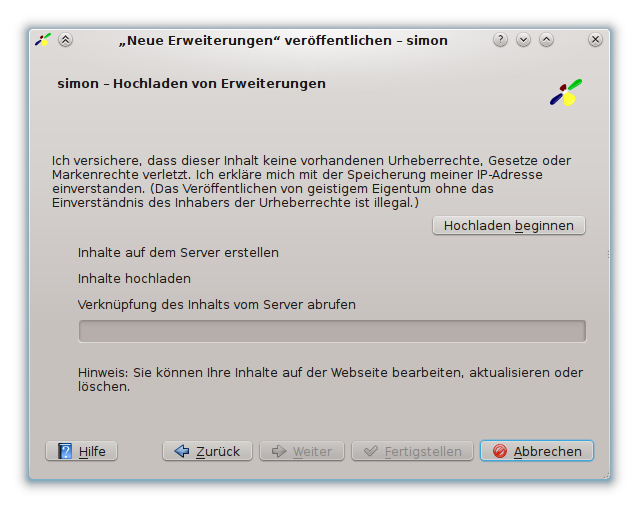 „Neue Erweiterungen“ veröffentlichen – simon
simon – Hochladen von Erweiterungen
Ich versichere, dass dieser Inhalt keine vorhandenen Urheberrechte, Gesetze oder
Markenrechte verletzt. Ich erkläre mich mit der Speicherung meiner IP-Adresse
einverstanden. (Das Veröffentlichen von geistigem Eigentum ohne das
Einverständnis des Inhabers der Urheberrechte ist illegal.)
Hochladen beginnen
Inhalte auf dem Server erstellen
Inhalte hochladen
Verknüpfung des Inhalts vom Server abrufen
Hinweis: Sie können Ihre Inhalte auf der Webseite bearbeiten, aktualisieren oder
löschen.
Hilfe Zurück Weiter Fertigstellen Abbrechen